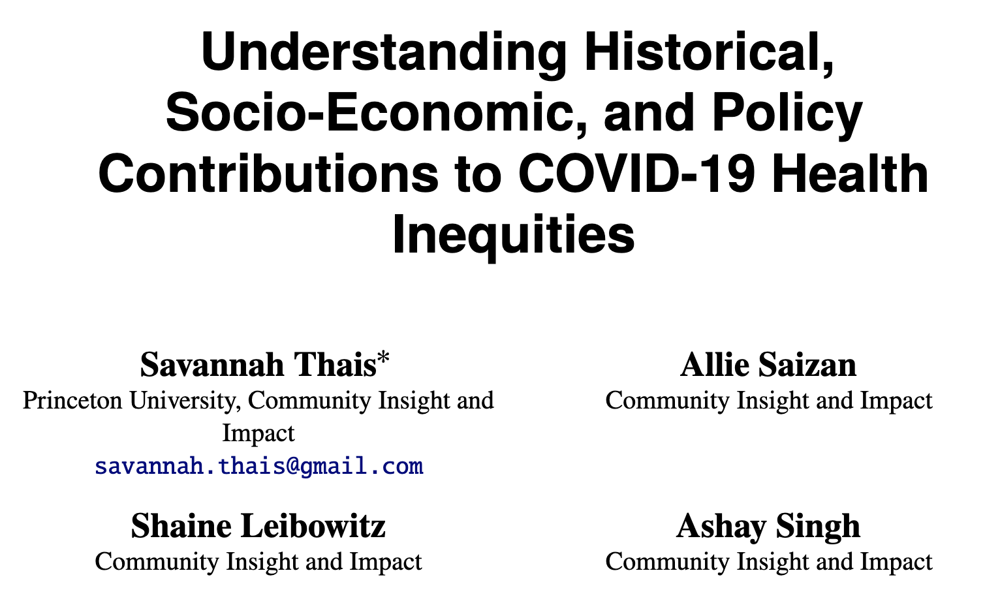 Understanding Historical,
Socio-Economic, and Policy
Contributions to COVID-19 Health
Inequities
Savannah Thais*
Princeton University, Community Insight and
Impact
savannah.thais@gmail.com
Allie Saizan
Community Insight and Impact
Shaine Leibowitz
Community Insight and Impact
Ashay Singh
Community Insight and Impact